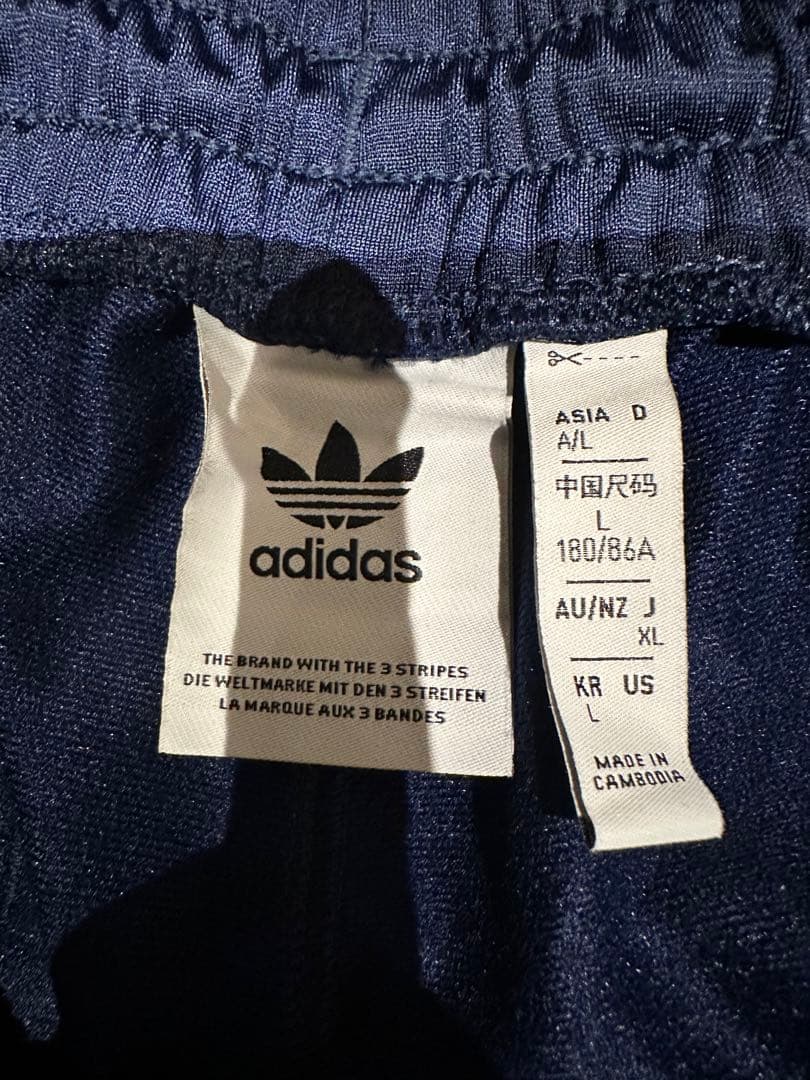 adidas
THE BRAND WITH THE 3 STRIPES
DIE WELTMARKE MIT DEN 3 STREIFEN
LA MARQUE AUX 3 BANDES
ASIA D
A/L
中国尺码
L
180/86A
AU/NZ J
XL
KR US
L
MADE IN
CAMBODIA